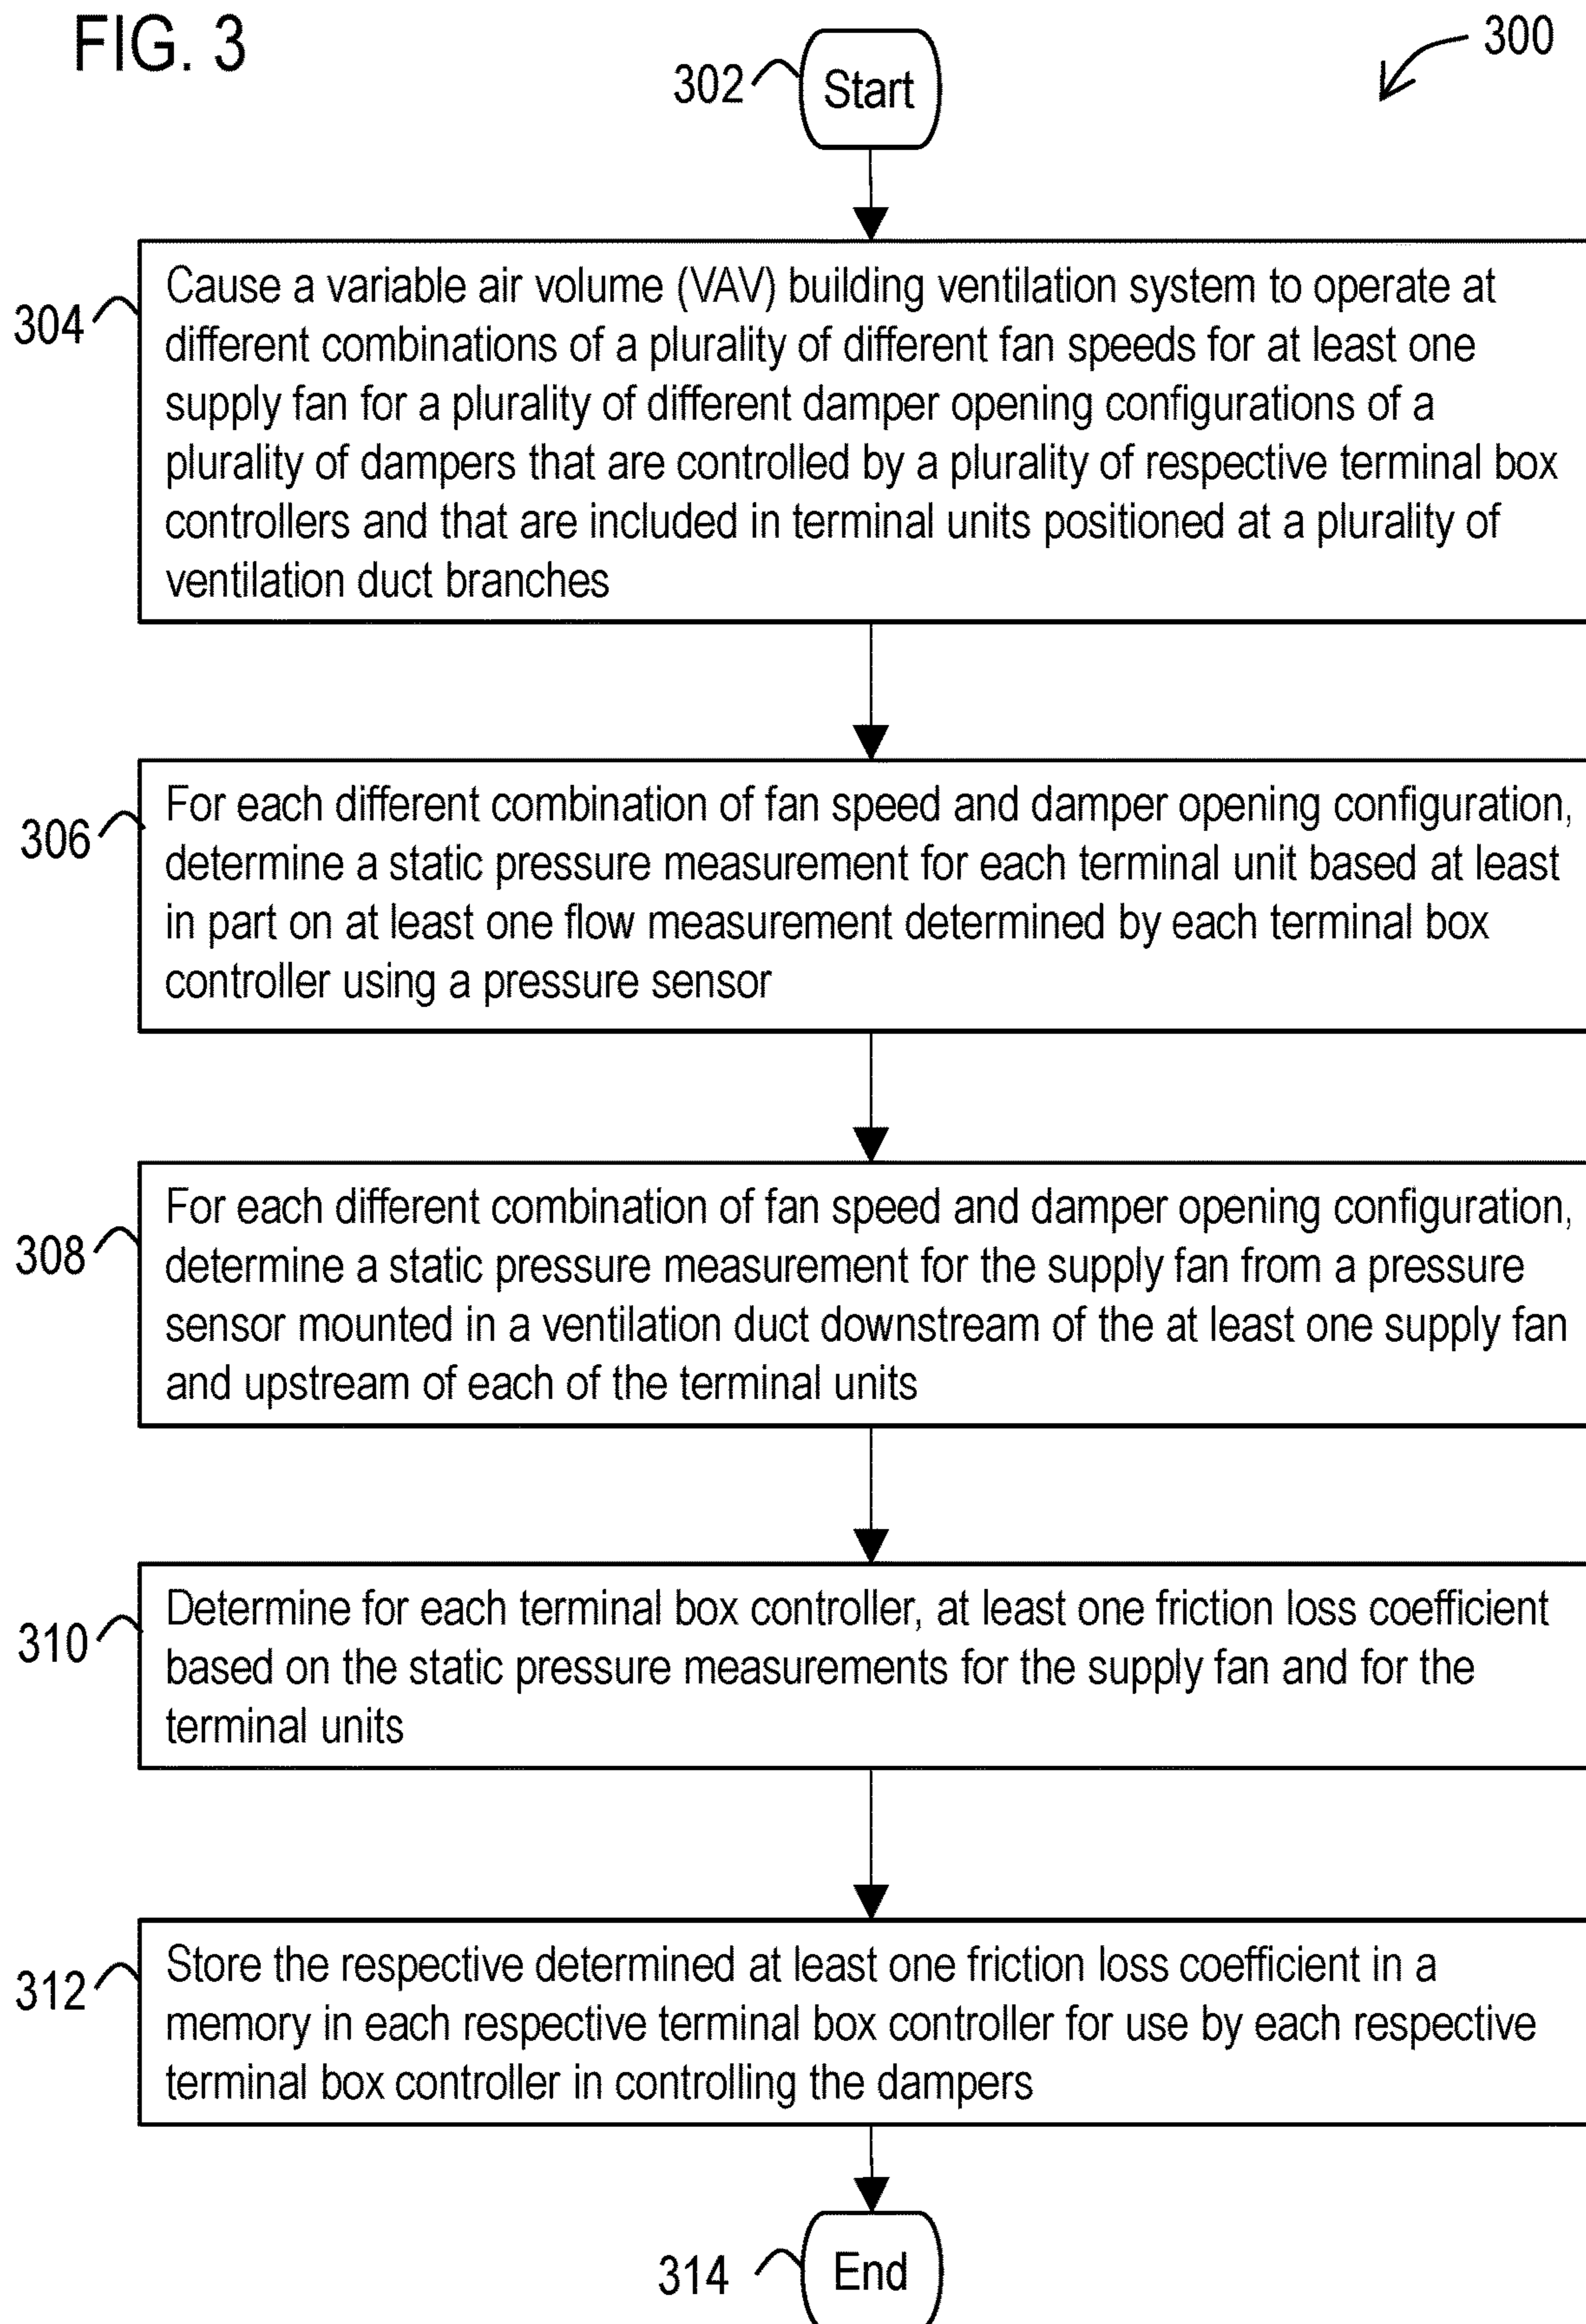 FIG. 3
300
302
Start
304
Cause a variable air volume (VAV) building ventilation system to operate at
different combinations of a plurality of different fan speeds for at least one
supply fan for a plurality of different damper opening configurations of a
plurality of dampers that are controlled by a plurality of respective terminal box
controllers and that are included in terminal units positioned at a plurality of
ventilation duct branches
306
For each different combination of fan speed and damper opening configuration,
determine a static pressure measurement for each terminal unit based at least
in part on at least one flow measurement determined by each terminal box
controller using a pressure sensor
308
For each different combination of fan speed and damper opening configuration,
determine a static pressure measurement for the supply fan from a pressure
sensor mounted in a ventilation duct downstream of the at least one supply fan
and upstream of each of the terminal units
310
Determine for each terminal box controller, at least one friction loss coefficient
based on the static pressure measurements for the supply fan and for the
terminal units
312
Store the respective determined at least one friction loss coefficient in a
memory in each respective terminal box controller for use by each respective
terminal box controller in controlling the dampers
314
End